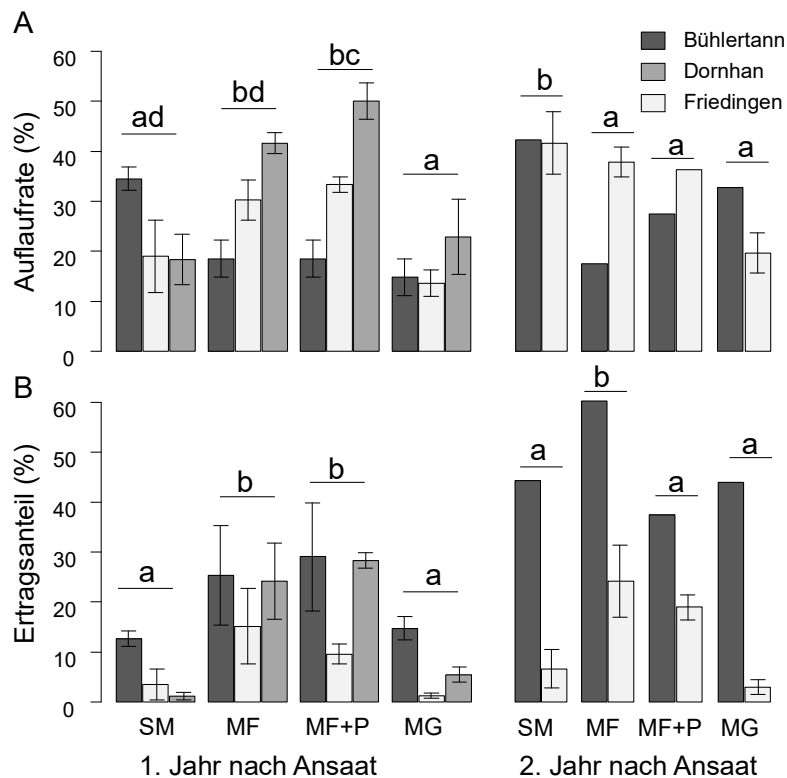 A
Auflaufrate (%)
60
50
40
30
20
10
0
ad
bd
bc
a
b
a
a
a
Bühlertann
Dornhan
Friedingen
B
Ertragsanteil (%)
60
50
40
30
20
10
0
a
b
b
a
a
b
a
a
SM MF MF+P MG SM MF MF+P MG
1. Jahr nach Ansaat 2. Jahr nach Ansaat